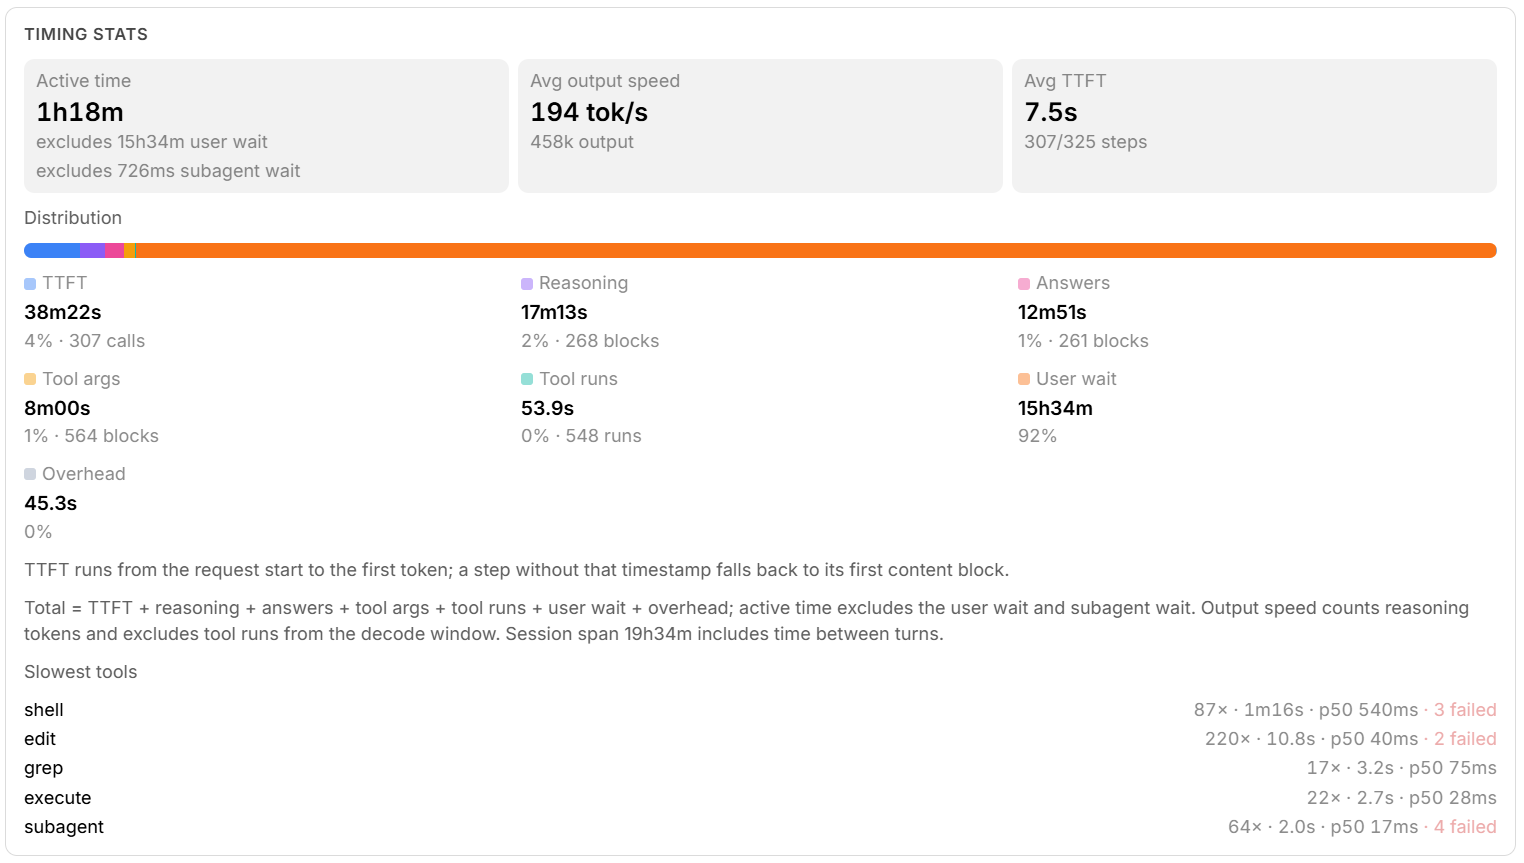 TIMING STATS
Active time
1h18m
excludes 15h34m user wait
excludes 726ms subagent wait
Avg output speed
194 tok/s
458k output
Avg TTFT
7.5s
307/325 steps
Distribution
TTFT
38m22s
4% · 307 calls
Reasoning
17m13s
2% · 268 blocks
Answers
12m51s
1% · 261 blocks
Tool args
8m00s
1% · 564 blocks
Tool runs
53.9s
0% · 548 runs
User wait
15h34m
92%
Overhead
45.3s
0%
TTFT runs from the request start to the first token; a step without that timestamp falls back to its first content block.
Total = TTFT + reasoning + answers + tool args + tool runs + user wait + overhead; active time excludes the user wait and subagent wait. Output speed counts reasoning
tokens and excludes tool runs from the decode window. Session span 19h34m includes time between turns.
Slowest tools
shell 87× · 1m16s · p50 540ms · 3 failed
edit 220× · 10.8s · p50 40ms · 2 failed
grep 17× · 3.2s · p50 75ms
execute 22× · 2.7s · p50 28ms
subagent 64× · 2.0s · p50 17ms · 4 failed